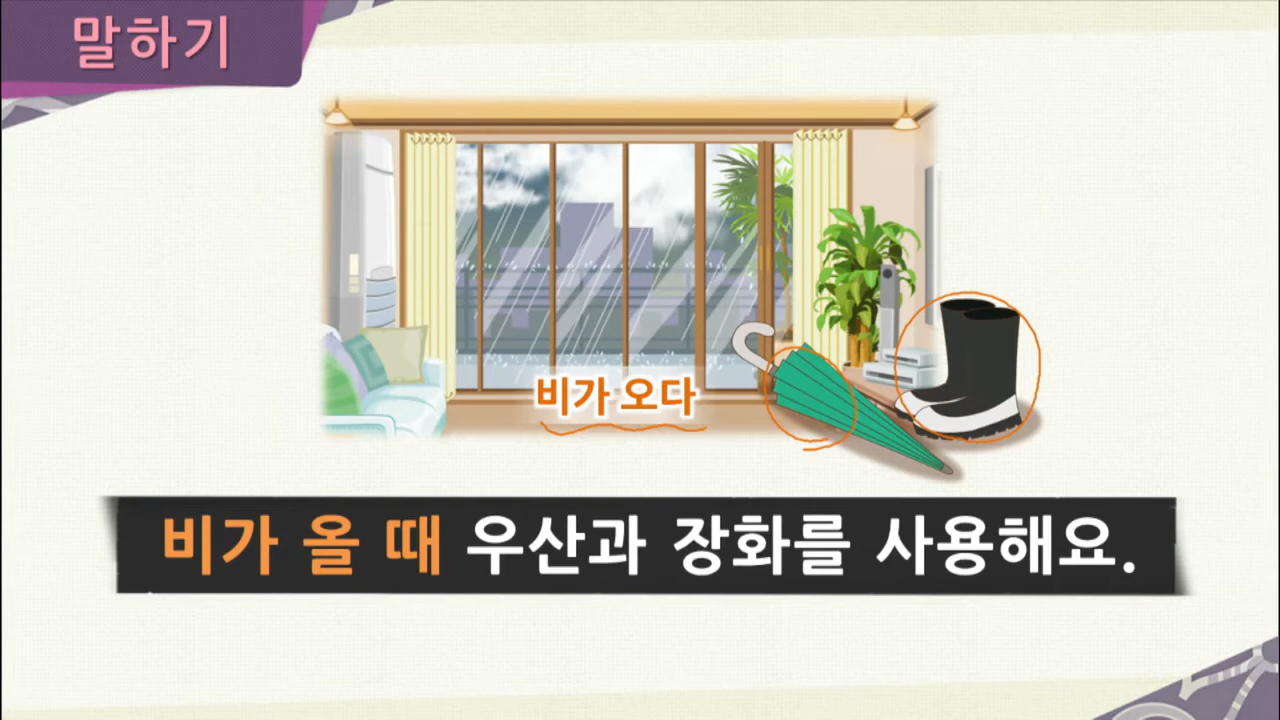 말하기
비가 오다
비가 올 때 우산과 장화를 사용해요.